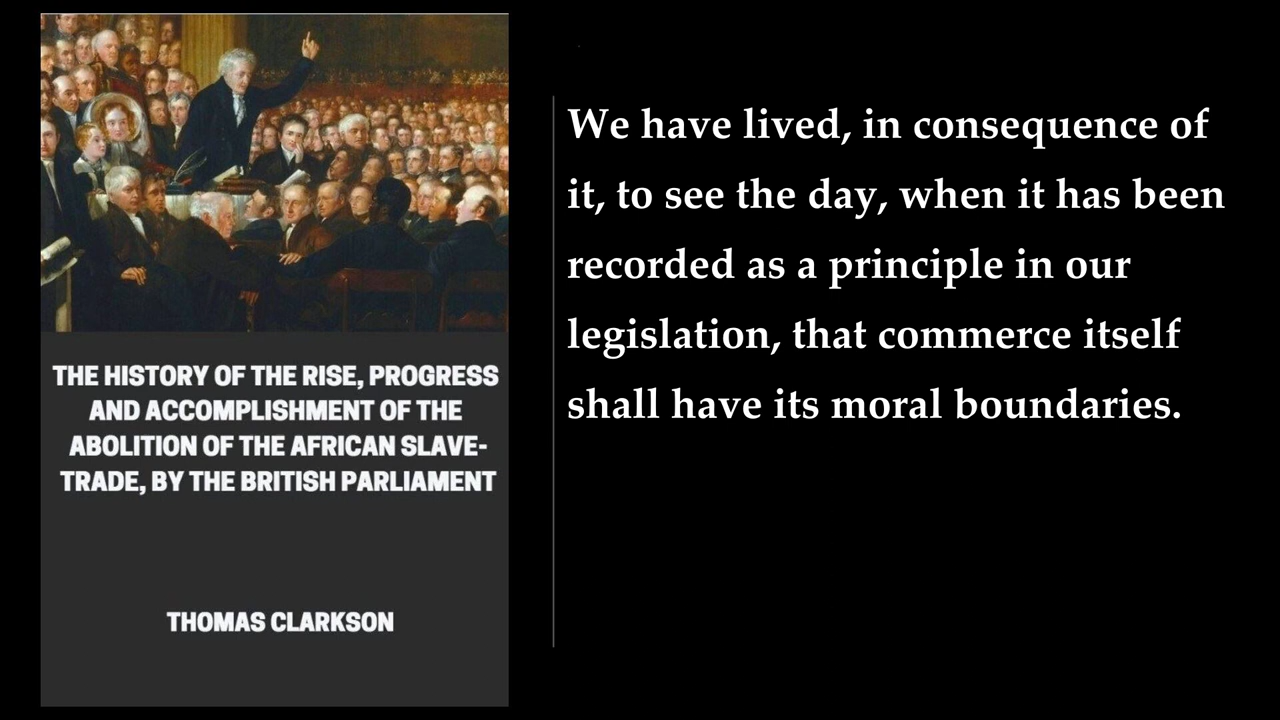 THE HISTORY OF THE RISE, PROGRESS
AND ACCOMPLISHMENT OF THE
ABOLITION OF THE AFRICAN SLAVE-
TRADE, BY THE BRITISH PARLIAMENT
THOMAS CLARKSON
We have lived, in consequence of
it, to see the day, when it has been
recorded as a principle in our
legislation, that commerce itself
shall have its moral boundaries.